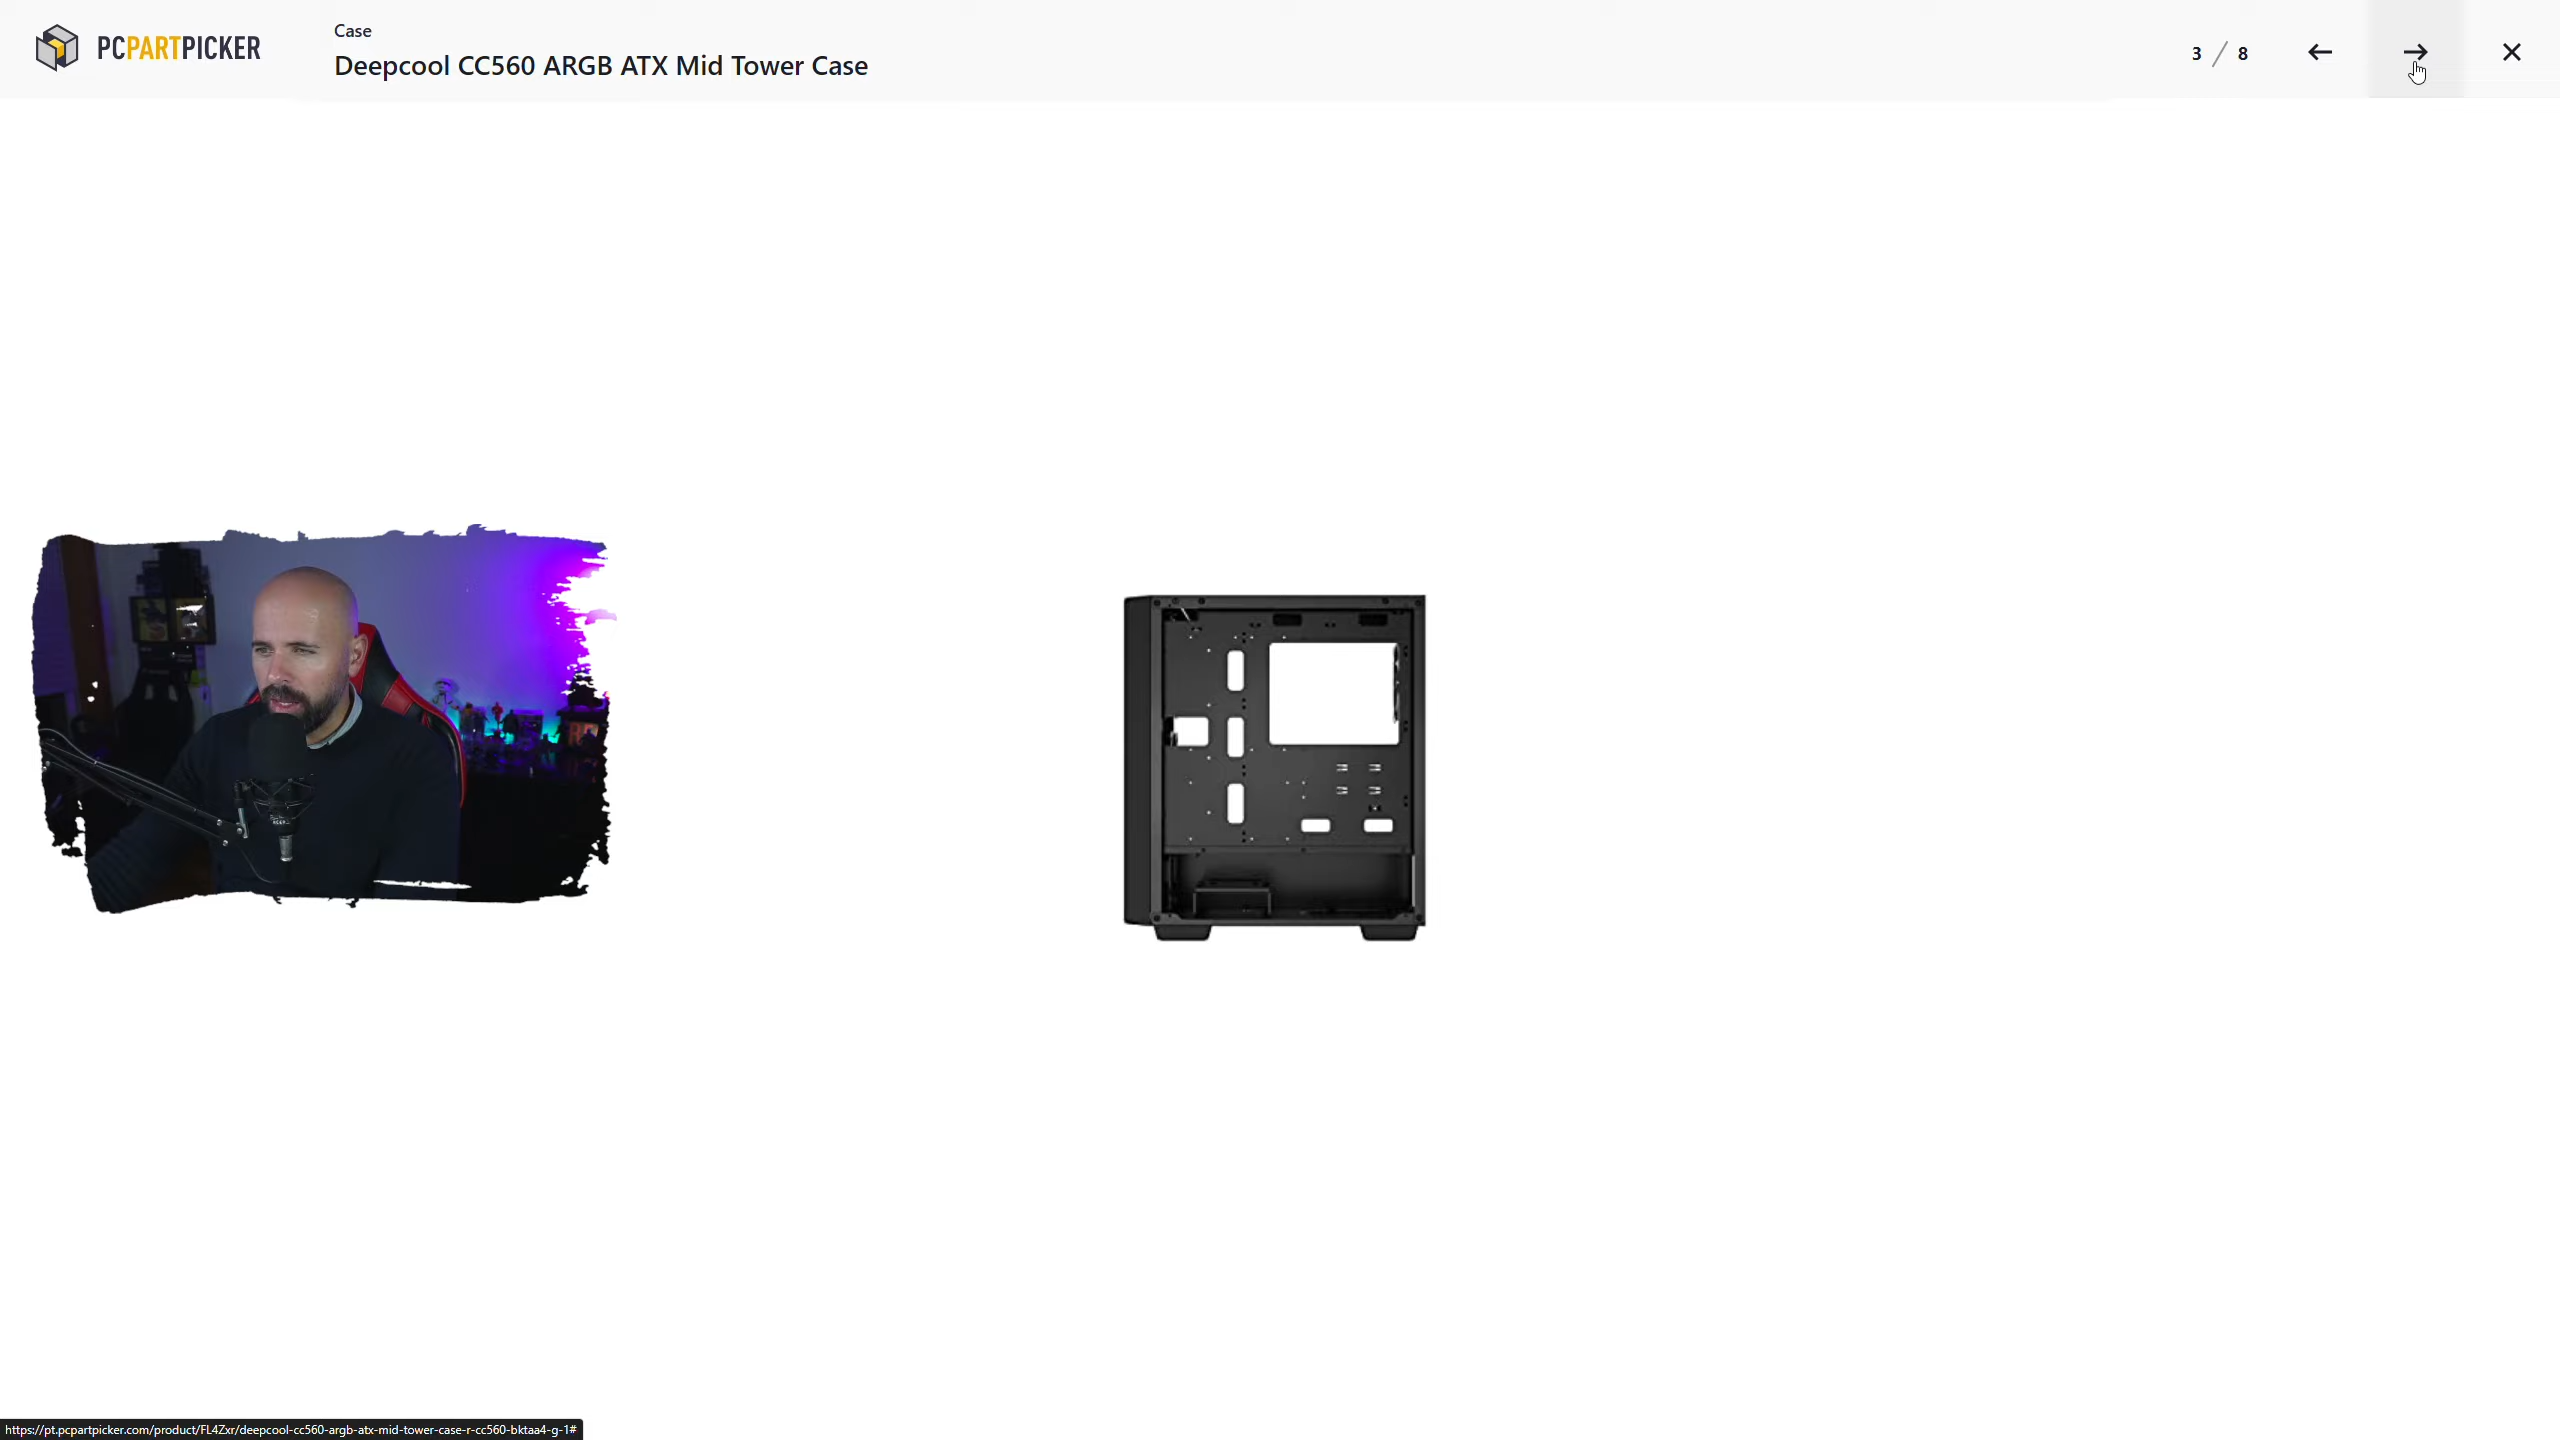 PCPARTPICKER
Case
Deepcool CC560 ARGB ATX Mid Tower Case
3 / 8
https://pt.pcpartpicker.com/product/FL4Zxr/deepcool-cc560-argb-atx-mid-tower-case-r-cc560-bktaa4-g-1#